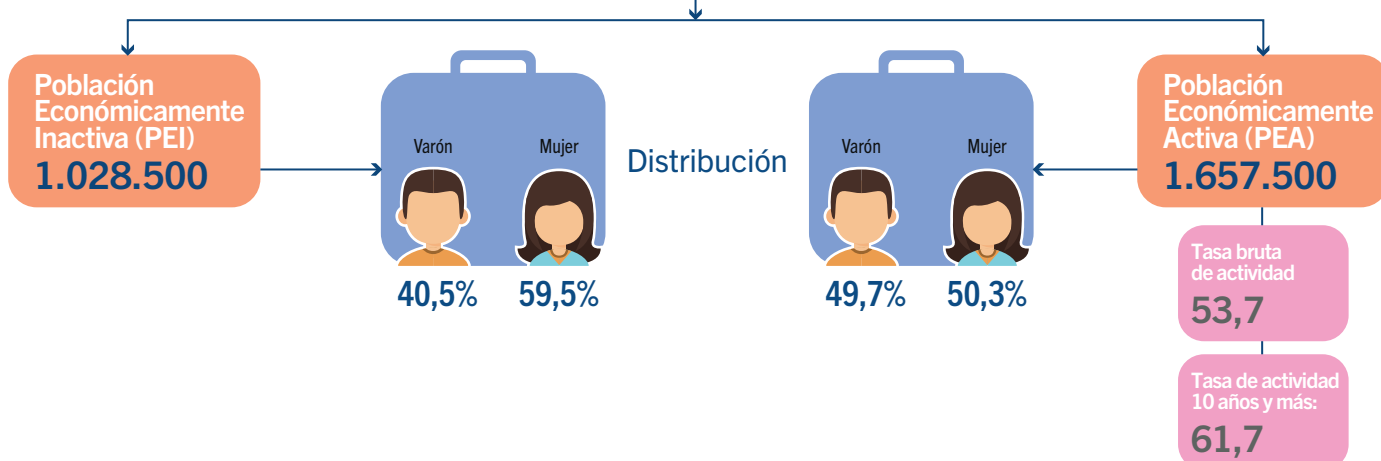 Población
Económicamente
Inactiva (PEI)
1.028.500
Varón
Mujer
40,5%
59,5%
Distribución
Varón
Mujer
49,7%
50,3%
Población
Económicamente
Activa (PEA)
1.657.500
Tasa bruta
de actividad
53,7
Tasa de actividad
10 años y más:
61,7